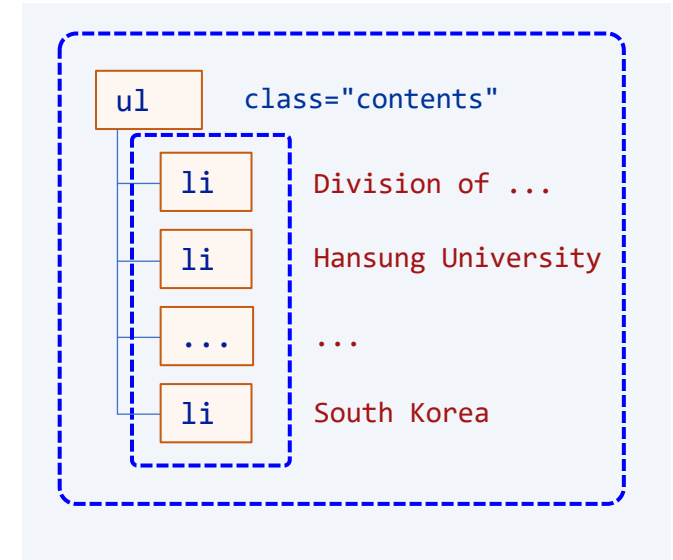 ul class="contents"
li Division of ...
li Hansung University
... ...
li South Korea